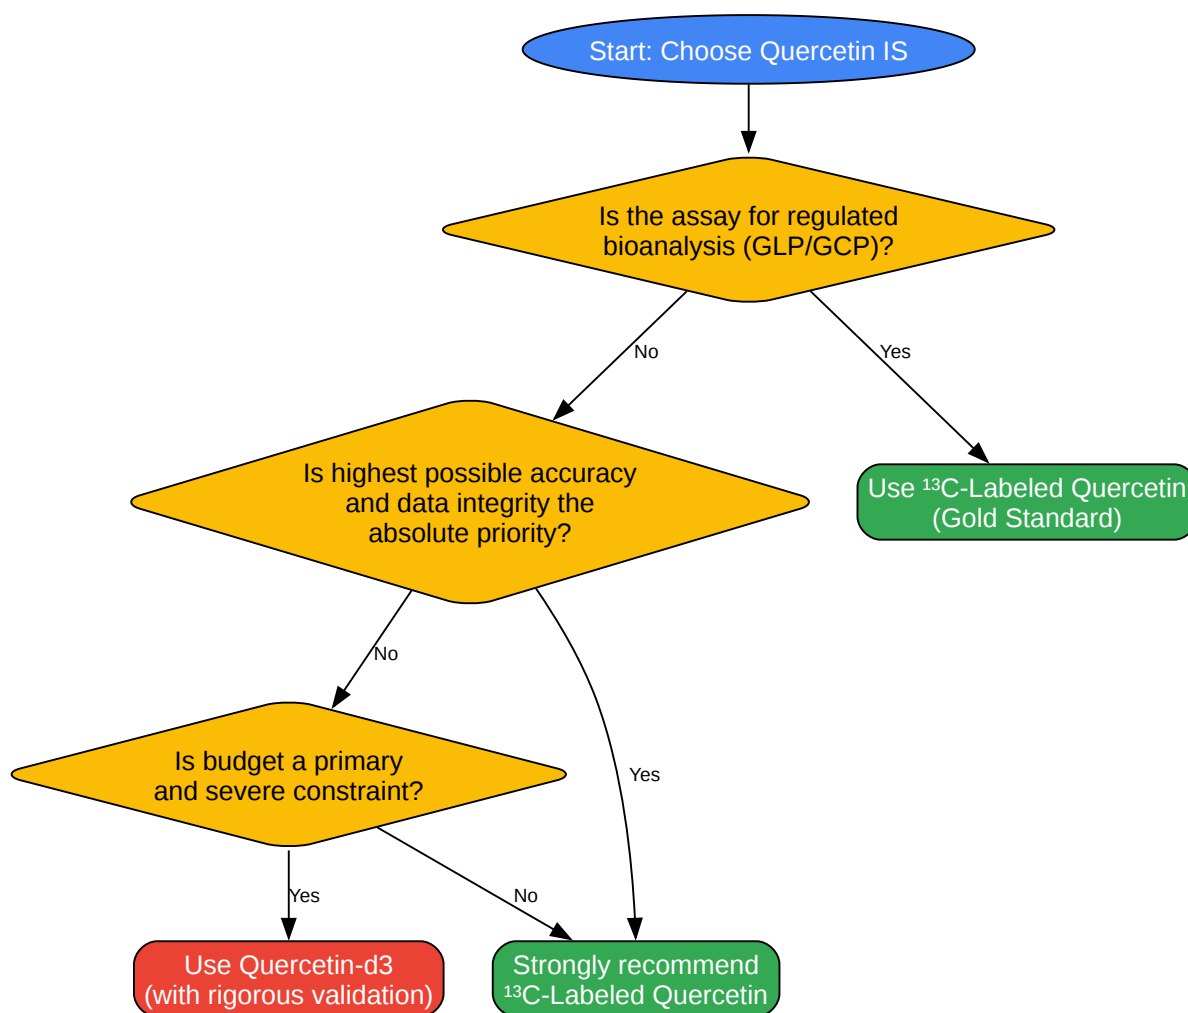 Start: Choose Quercetin IS
Is the assay for regulated
bioanalysis (GLP/GCP)?
No
Yes
Is highest possible accuracy
and data integrity the
absolute priority?
Use ¹³C-Labeled Quercetin
(Gold Standard)
No
Yes
Is budget a primary
and severe constraint?
Yes
No
Use Quercetin-d3
(with rigorous validation)
Strongly recommend
¹³C-Labeled Quercetin